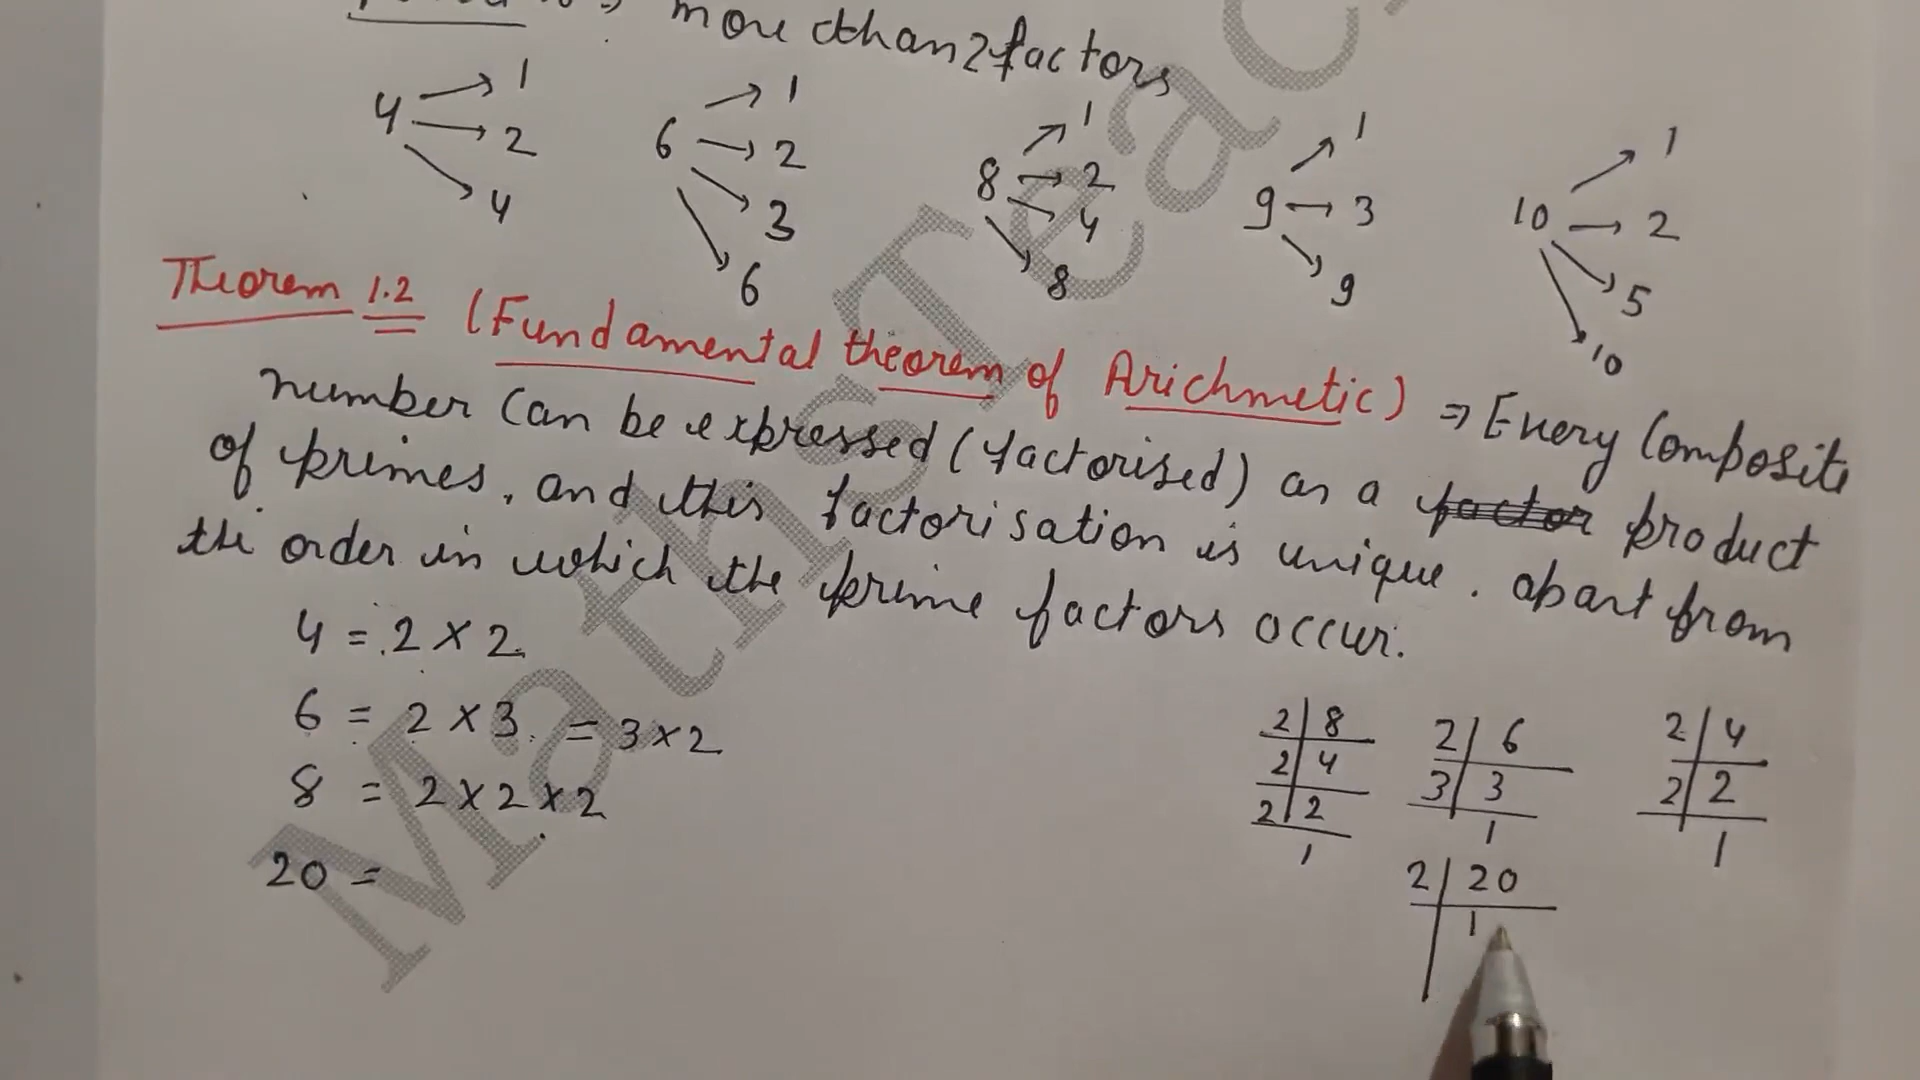 more than 2 factors
4 → 1
→ 2
→ 4
6 → 1
→ 2
→ 3
→ 6
8 → 1
→ 2
→ 4
→ 8
9 → 1
→ 3
→ 9
10 → 1
→ 2
→ 5
→ 10
Theorem 1.2 (Fundamental theorem of Arithmetic) ⇒ Every Composite
number can be expressed (factorised) as a factor product
of primes, and this factorisation is unique. apart from
the order in which the prime factors occur.
4 = 2 × 2
6 = 2 × 3 = 3 × 2
8 = 2 × 2 × 2
20 =
2 | 8
2 | 4
2 | 2
1
2 | 6
3 | 3
1
2 | 4
2 | 2
1
2 | 20
1